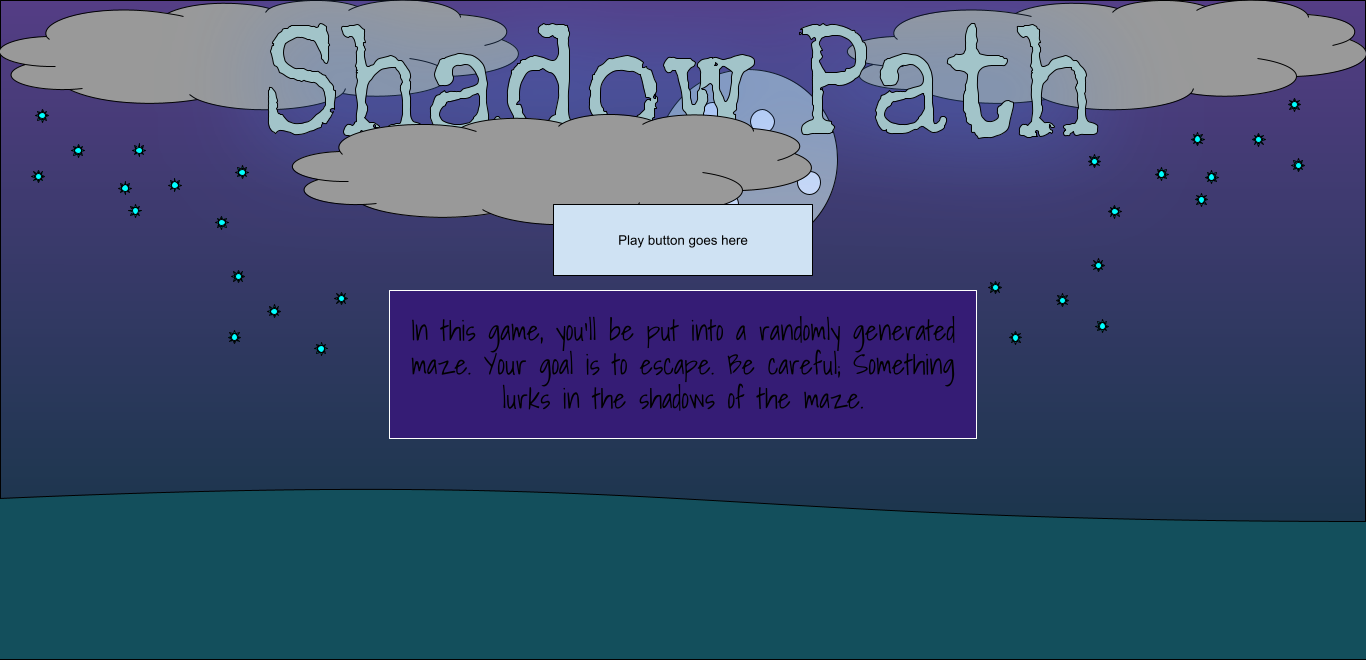 Shadow Path
Play button goes here
In this game, you'll be put into a randomly generated
maze. Your goal is to escape. Be careful; Something
lurks in the shadows of the maze.